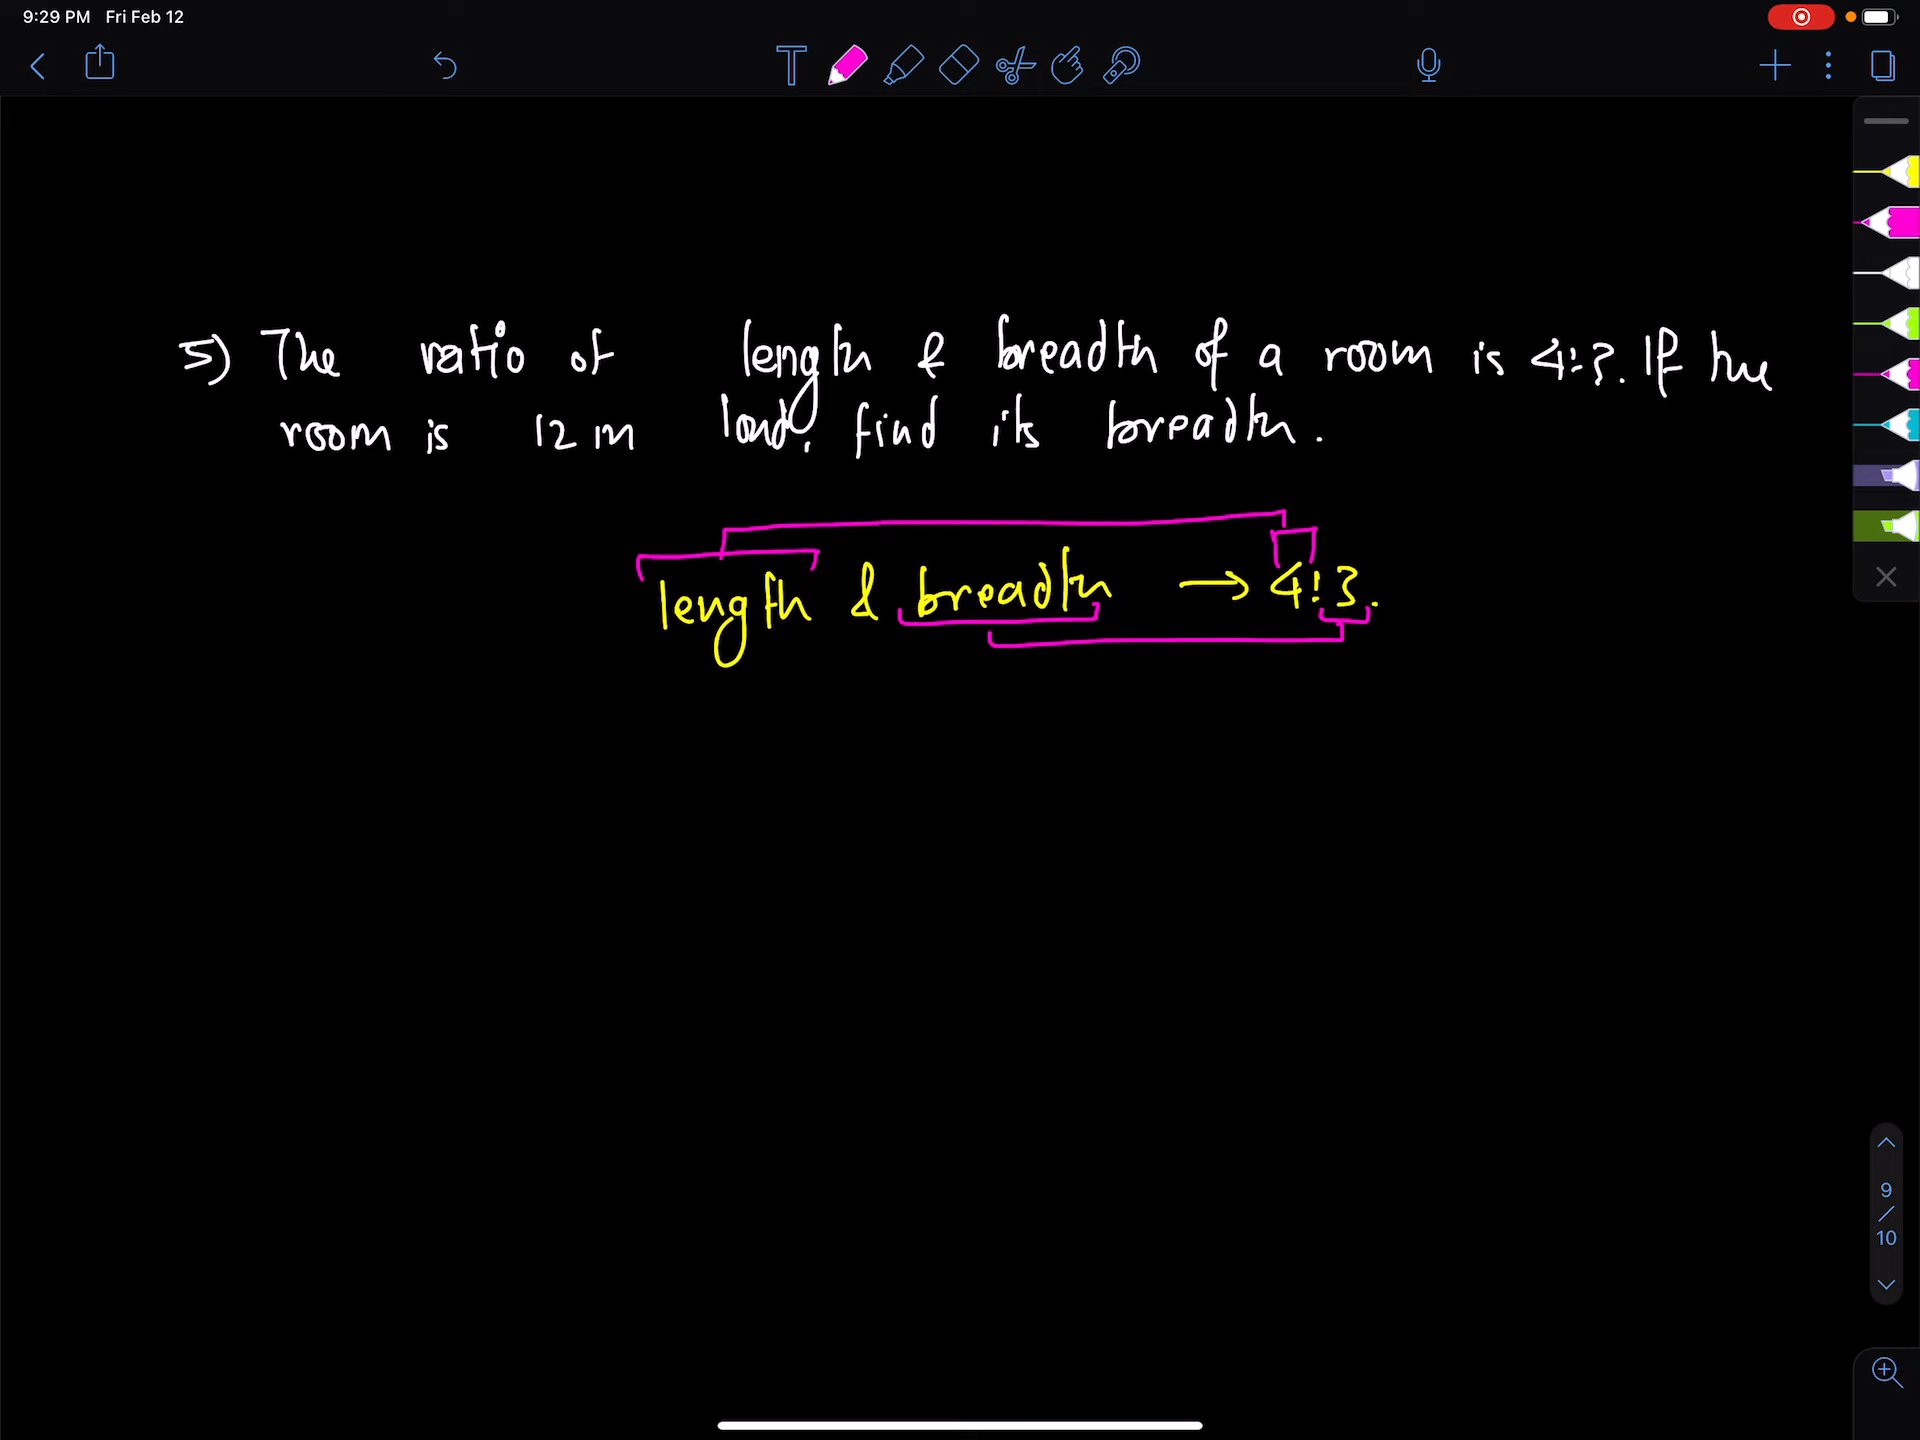 9:29 PM Fri Feb 12
5) The ratio of length & breadth of a room is 4:3. If the
room is 12 m long, find its breadth.
length & breadth → 4:3.
9
/
10